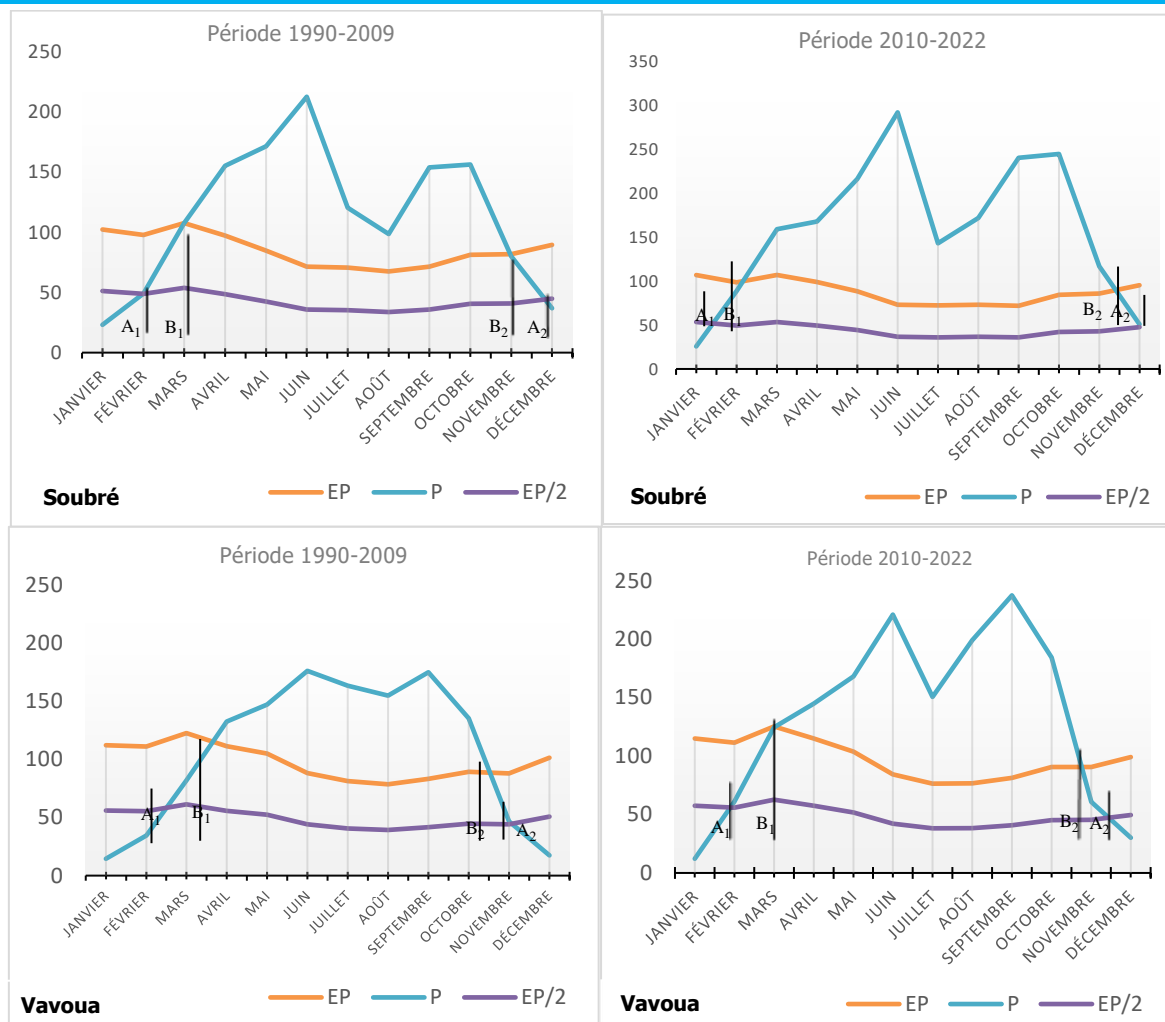 Période 1990-2009
250
200
150
100
50
0
A1
B1
B2
A2
JANVIER
FÉVRIER
MARS
AVRIL
MAI
JUIN
JUILLET
AOÛT
SEPTEMBRE
OCTOBRE
NOVEMBRE
DÉCEMBRE
Soubré
EP P EP/2
Période 2010-2022
350
300
250
200
150
100
50
0
A1
B1
B2
A2
JANVIER
FÉVRIER
MARS
AVRIL
MAI
JUIN
JUILLET
AOÛT
SEPTEMBRE
OCTOBRE
NOVEMBRE
DÉCEMBRE
Soubré
EP P EP/2
Période 1990-2009
250
200
150
100
50
0
A1
B1
B2
A2
JANVIER
FÉVRIER
MARS
AVRIL
MAI
JUIN
JUILLET
AOÛT
SEPTEMBRE
OCTOBRE
NOVEMBRE
DÉCEMBRE
Vavoua
EP P EP/2
Période 2010-2022
250
200
150
100
50
0
A1
B1
B2
A2
JANVIER
FÉVRIER
MARS
AVRIL
MAI
JUIN
JUILLET
AOÛT
SEPTEMBRE
OCTOBRE
NOVEMBRE
DÉCEMBRE
Vavoua
EP P EP/2